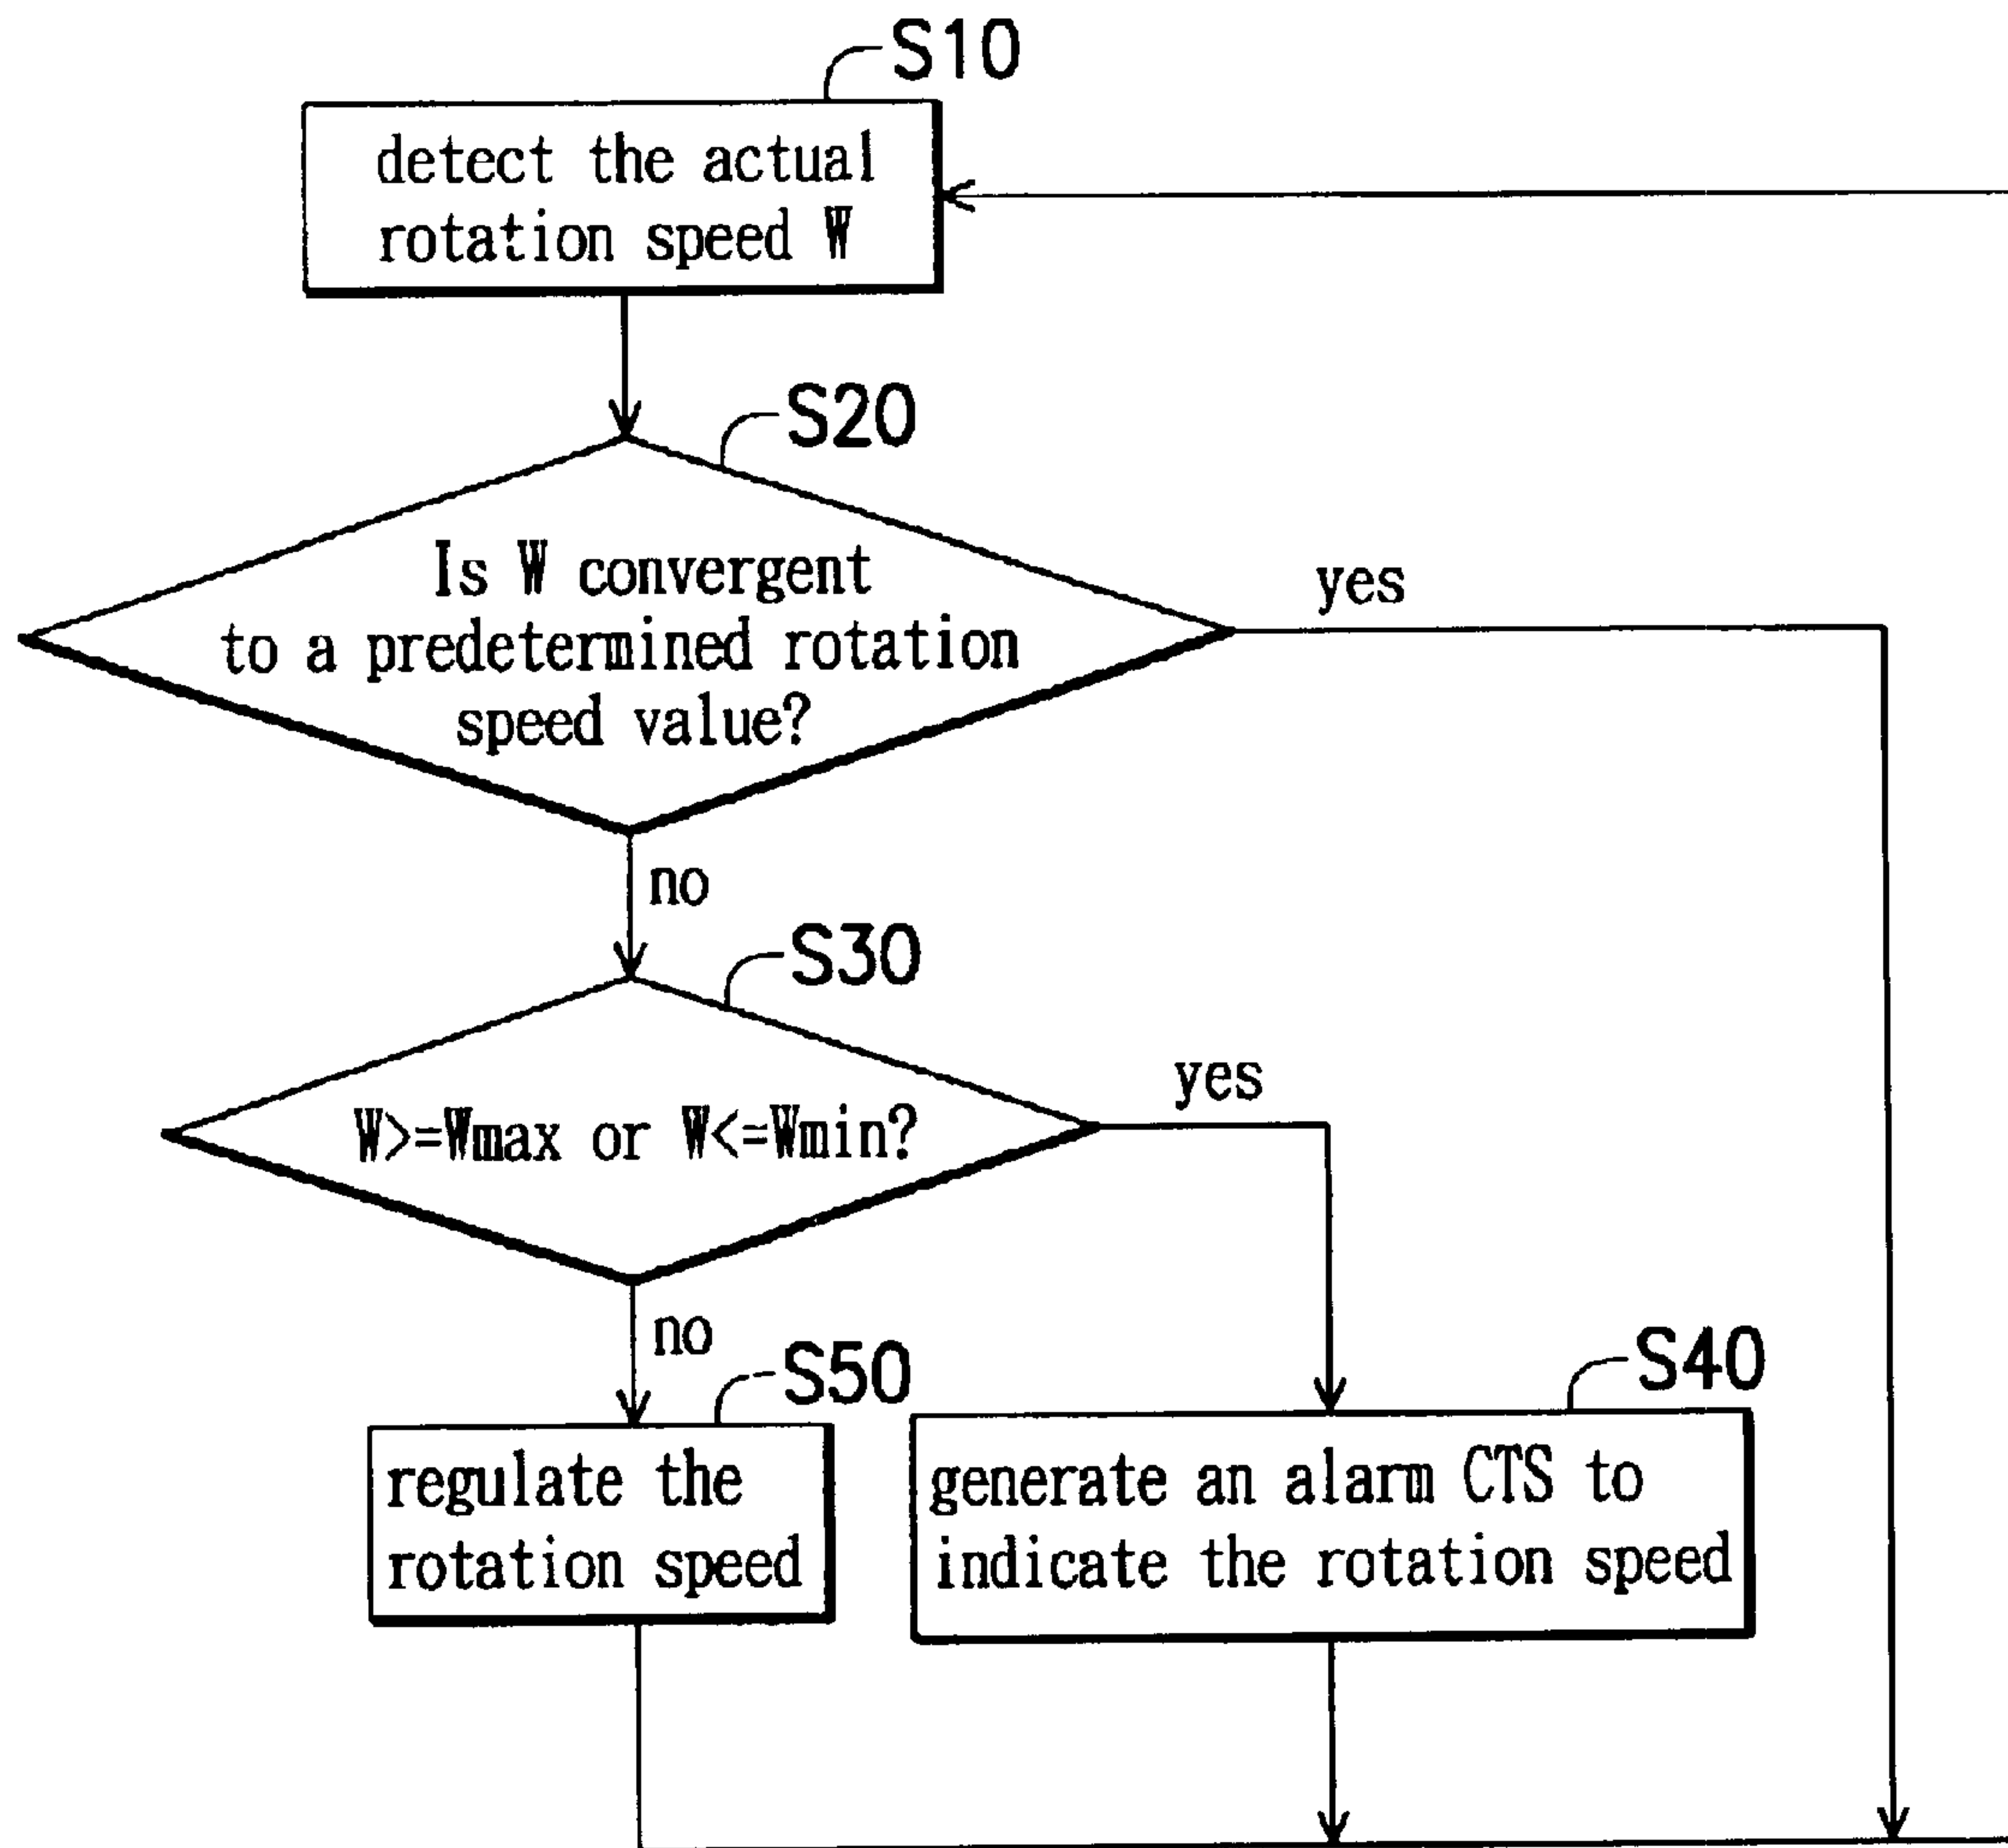 S10
detect the actual
rotation speed W
S20
Is W convergent
to a predetermined rotation
speed value?
yes
no
S30
W>=Wmax or W<=Wmin?
yes
no
S50
regulate the
rotation speed
S40
generate an alarm CTS to
indicate the rotation speed